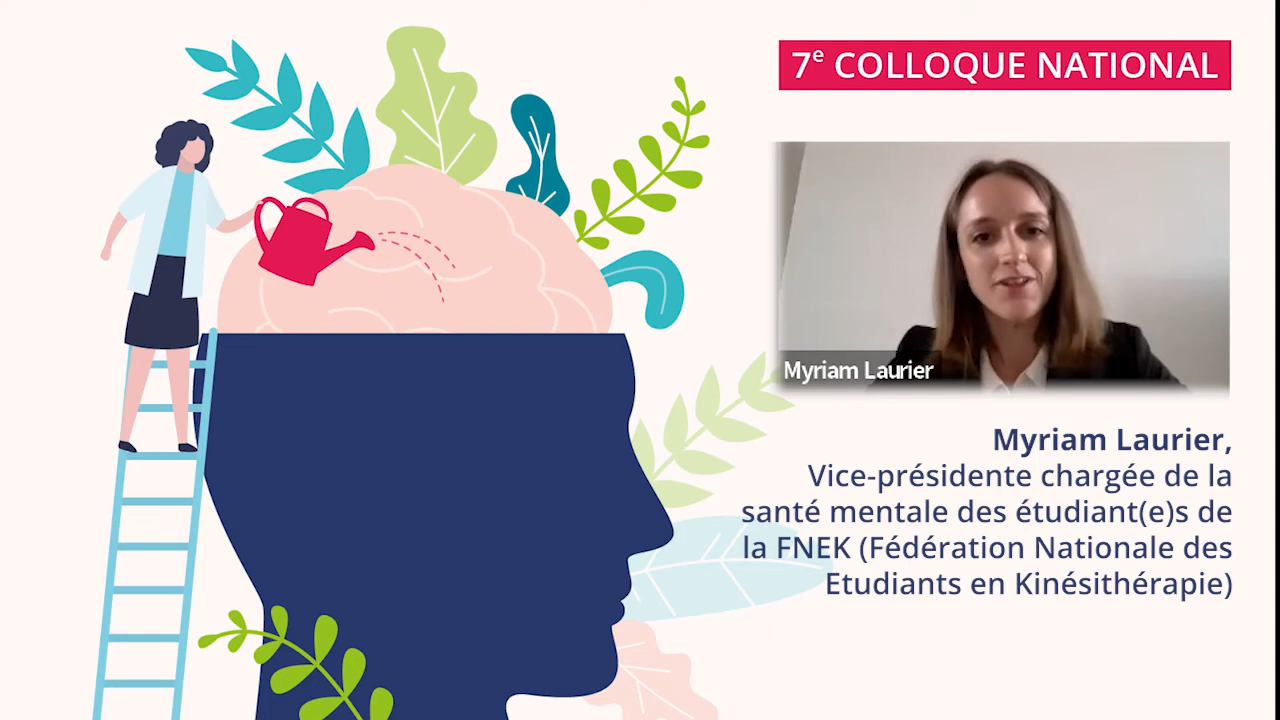 7e COLLOQUE NATIONAL
Myriam Laurier
Myriam Laurier,
Vice-présidente chargée de la
santé mentale des étudiant(e)s de
la FNEK (Fédération Nationale des
Etudiants en Kinésithérapie)